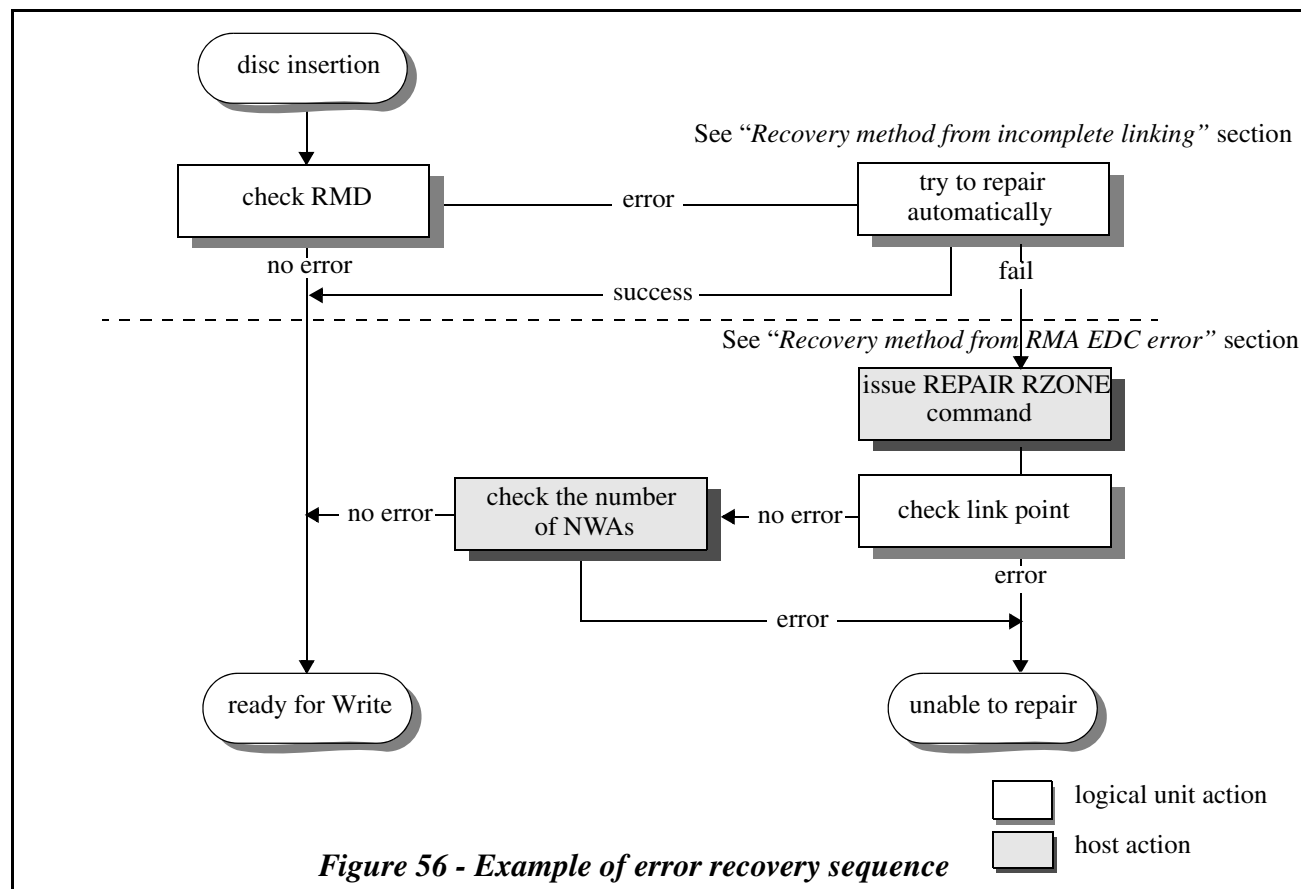 disc insertion
See “Recovery method from incomplete linking” section
check RMD
error
try to repair
automatically
no error
fail
success
See “Recovery method from RMA EDC error” section
issue REPAIR RZONE
command
check the number
of NWAs
no error
no error
check link point
error
error
ready for Write
unable to repair
logical unit action
host action
Figure 56 - Example of error recovery sequence